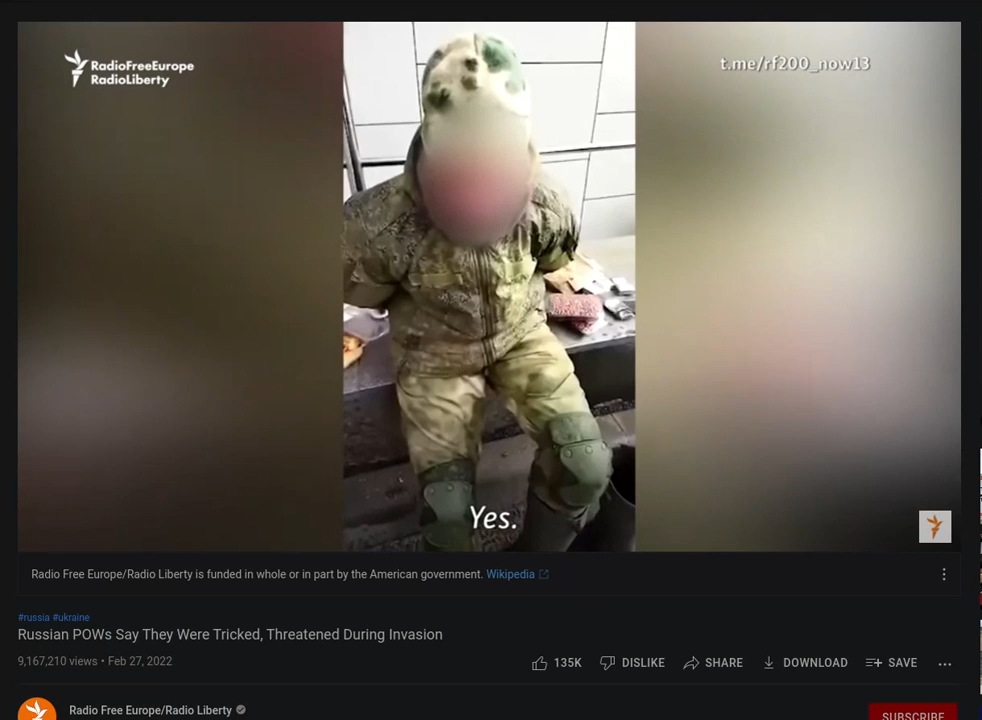 RadioFreeEurope
RadioLiberty
t.me/rf200_now13
Yes.
Radio Free Europe/Radio Liberty is funded in whole or in part by the American government. Wikipedia
#russia #ukraine
Russian POWs Say They Were Tricked, Threatened During Invasion
9,167,210 views • Feb 27, 2022
135K
DISLIKE
SHARE
DOWNLOAD
SAVE
Radio Free Europe/Radio Liberty
SUBSCRIBE